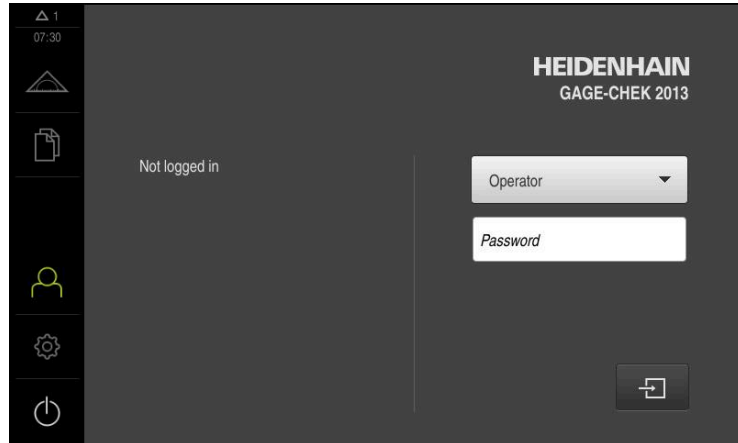 1
07:30
HEIDENHAIN
GAGE-CHEK 2013
Not logged in
Operator
Password